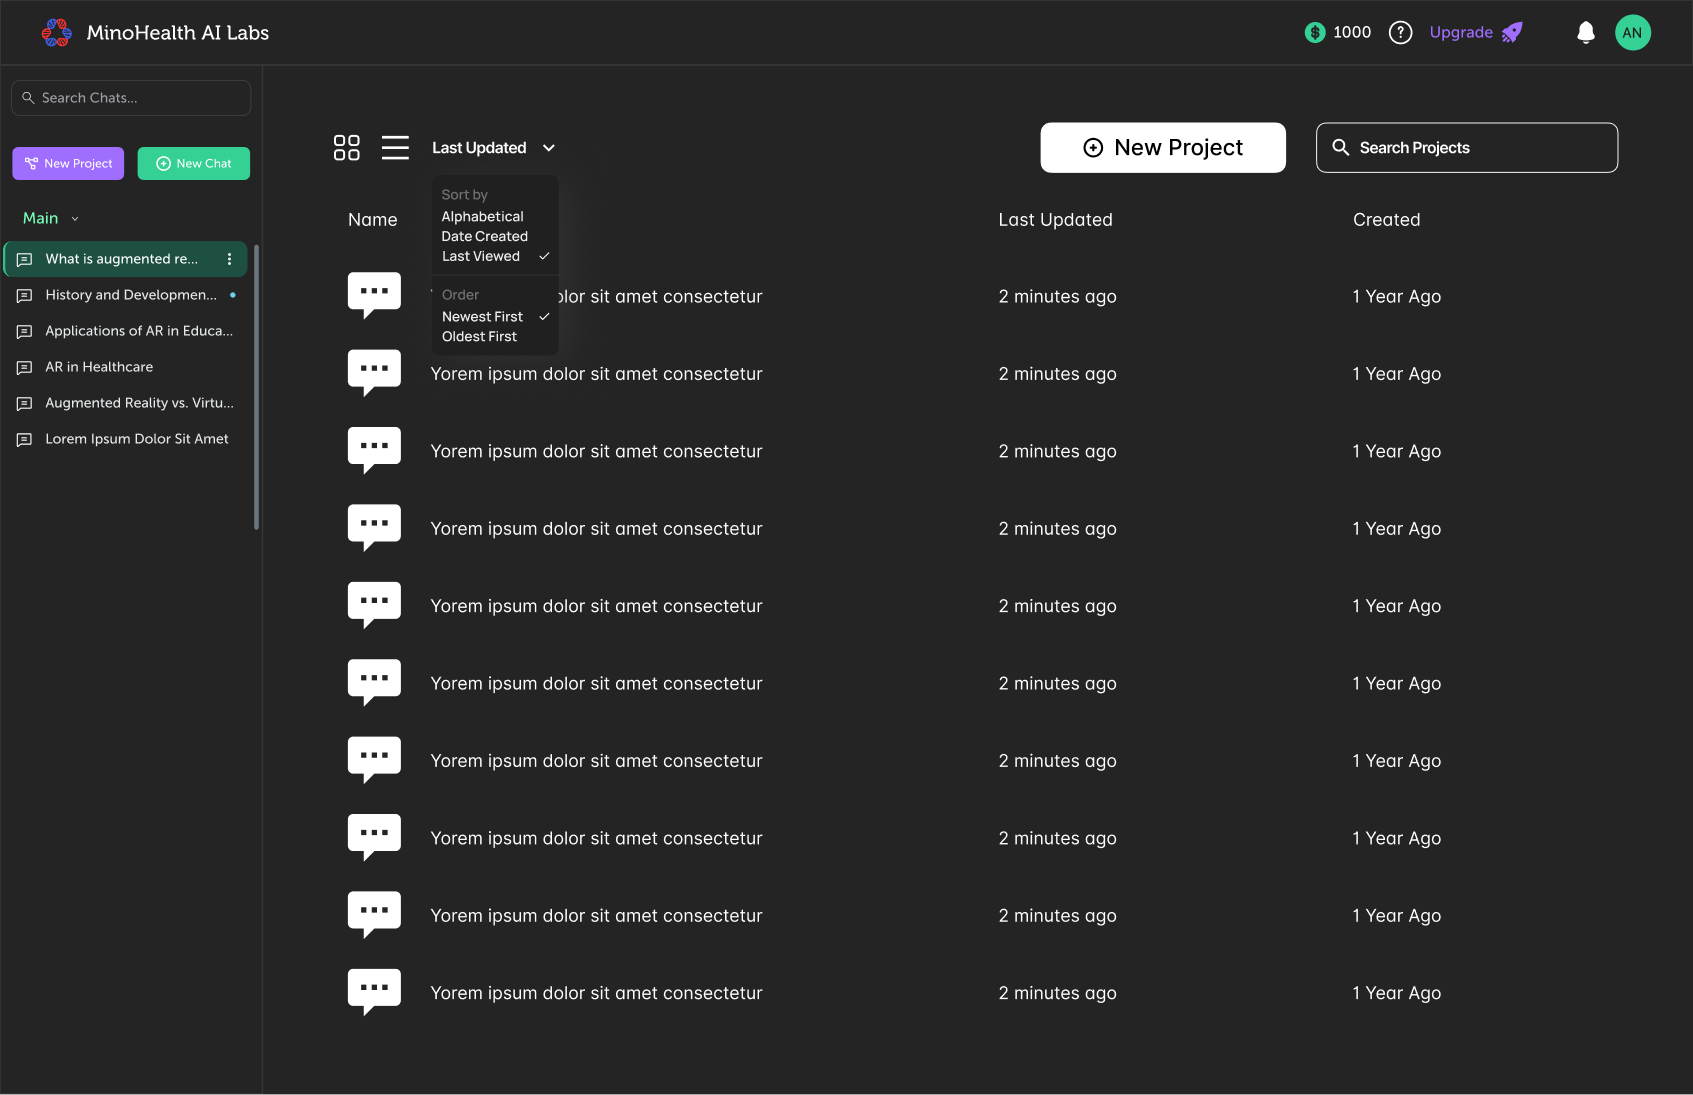 MinoHealth AI Labs
1000
?
Upgrade
AN
Search Chats...
New Project
New Chat
Main
What is augmented re...
History and Developmen...
Applications of AR in Educa...
AR in Healthcare
Augmented Reality vs. Virtu...
Lorem Ipsum Dolor Sit Amet
Last Updated
New Project
Search Projects
Sort by
Alphabetical
Date Created
Last Viewed
Order
Newest First
Oldest First
Name Last Updated Created
sit amet consectetur 2 minutes ago 1 Year Ago
Yorem ipsum dolor sit amet consectetur 2 minutes ago 1 Year Ago
Yorem ipsum dolor sit amet consectetur 2 minutes ago 1 Year Ago
Yorem ipsum dolor sit amet consectetur 2 minutes ago 1 Year Ago
Yorem ipsum dolor sit amet consectetur 2 minutes ago 1 Year Ago
Yorem ipsum dolor sit amet consectetur 2 minutes ago 1 Year Ago
Yorem ipsum dolor sit amet consectetur 2 minutes ago 1 Year Ago
Yorem ipsum dolor sit amet consectetur 2 minutes ago 1 Year Ago
Yorem ipsum dolor sit amet consectetur 2 minutes ago 1 Year Ago
Yorem ipsum dolor sit amet consectetur 2 minutes ago 1 Year Ago